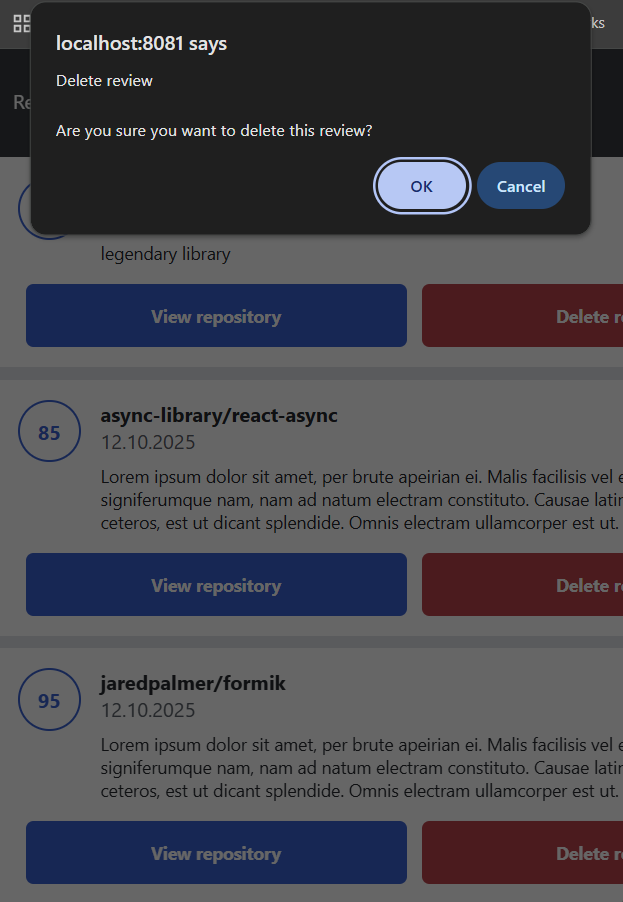 ks
localhost:8081 says
Delete review
Are you sure you want to delete this review?
OK
Cancel
Re
legendary library
View repository
Delete re
85
async-library/react-async
12.10.2025
Lorem ipsum dolor sit amet, per brute apeirian ei. Malis facilisis vel e
signiferumque nam, nam ad natum electram constituto. Causae latin
ceteros, est ut dicant splendide. Omnis electram ullamcorper est ut.
View repository
Delete re
95
jaredpalmer/formik
12.10.2025
Lorem ipsum dolor sit amet, per brute apeirian ei. Malis facilisis vel e
signiferumque nam, nam ad natum electram constituto. Causae latin
ceteros, est ut dicant splendide. Omnis electram ullamcorper est ut.
View repository
Delete re